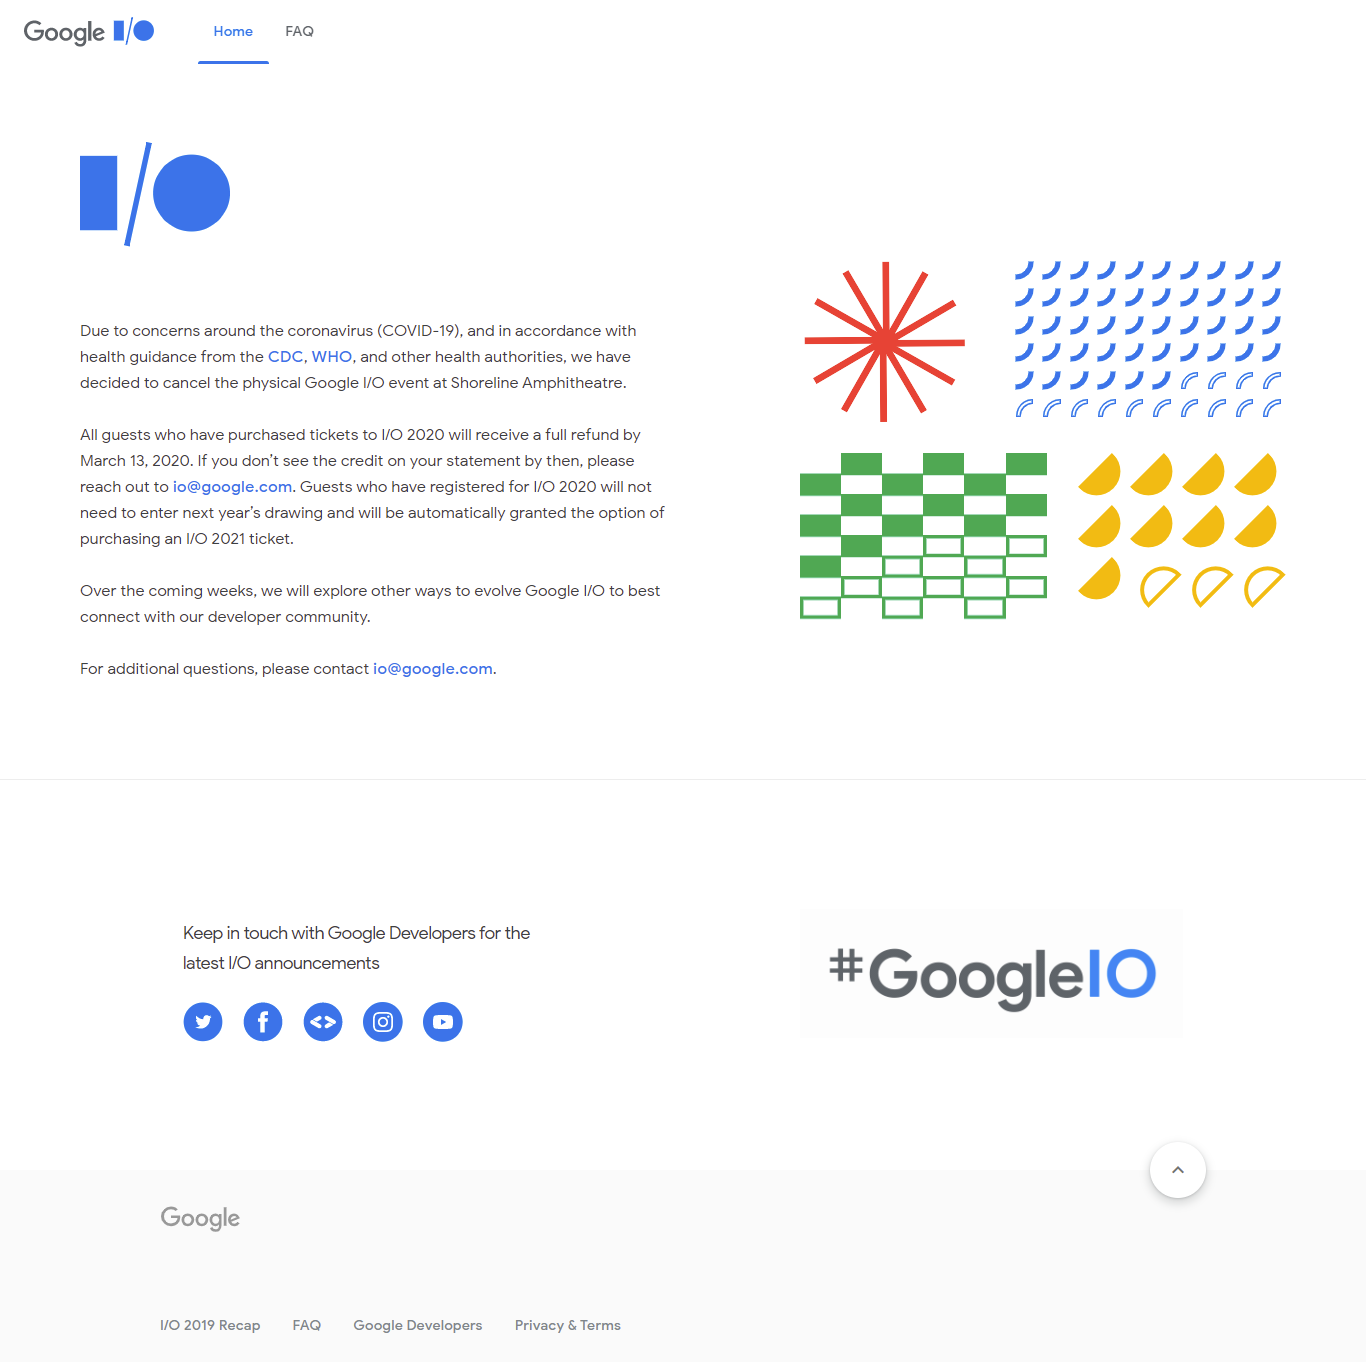 Google I/O
Home
FAQ
I/O
Due to concerns around the coronavirus (COVID-19), and in accordance with
health guidance from the CDC, WHO, and other health authorities, we have
decided to cancel the physical Google I/O event at Shoreline Amphitheatre.
All guests who have purchased tickets to I/O 2020 will receive a full refund by
March 13, 2020. If you don’t see the credit on your statement by then, please
reach out to io@google.com. Guests who have registered for I/O 2020 will not
need to enter next year’s drawing and will be automatically granted the option of
purchasing an I/O 2021 ticket.
Over the coming weeks, we will explore other ways to evolve Google I/O to best
connect with our developer community.
For additional questions, please contact io@google.com.
Keep in touch with Google Developers for the
latest I/O announcements
#GoogleIO
Google
I/O 2019 Recap
FAQ
Google Developers
Privacy & Terms